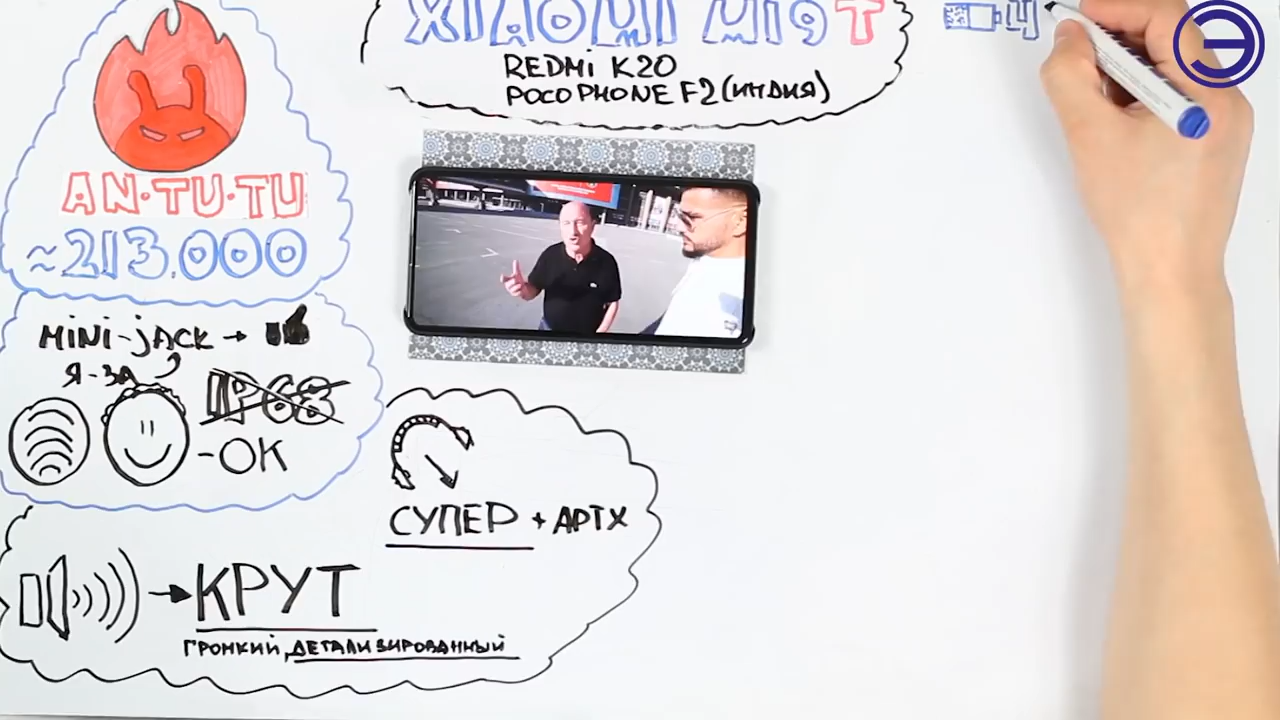 XIAOMI MI9T
REDMI K20
POCOPHONE F2 (ИНДИЯ)
4
Э
AN·TU·TU
~213.000
MINI-JACK →
Я-ЗА
IP68
-OK
СУПЕР + APTX
КРУТ
ГРОМКИЙ, ДЕТАЛИЗИРОВАННЫЙ